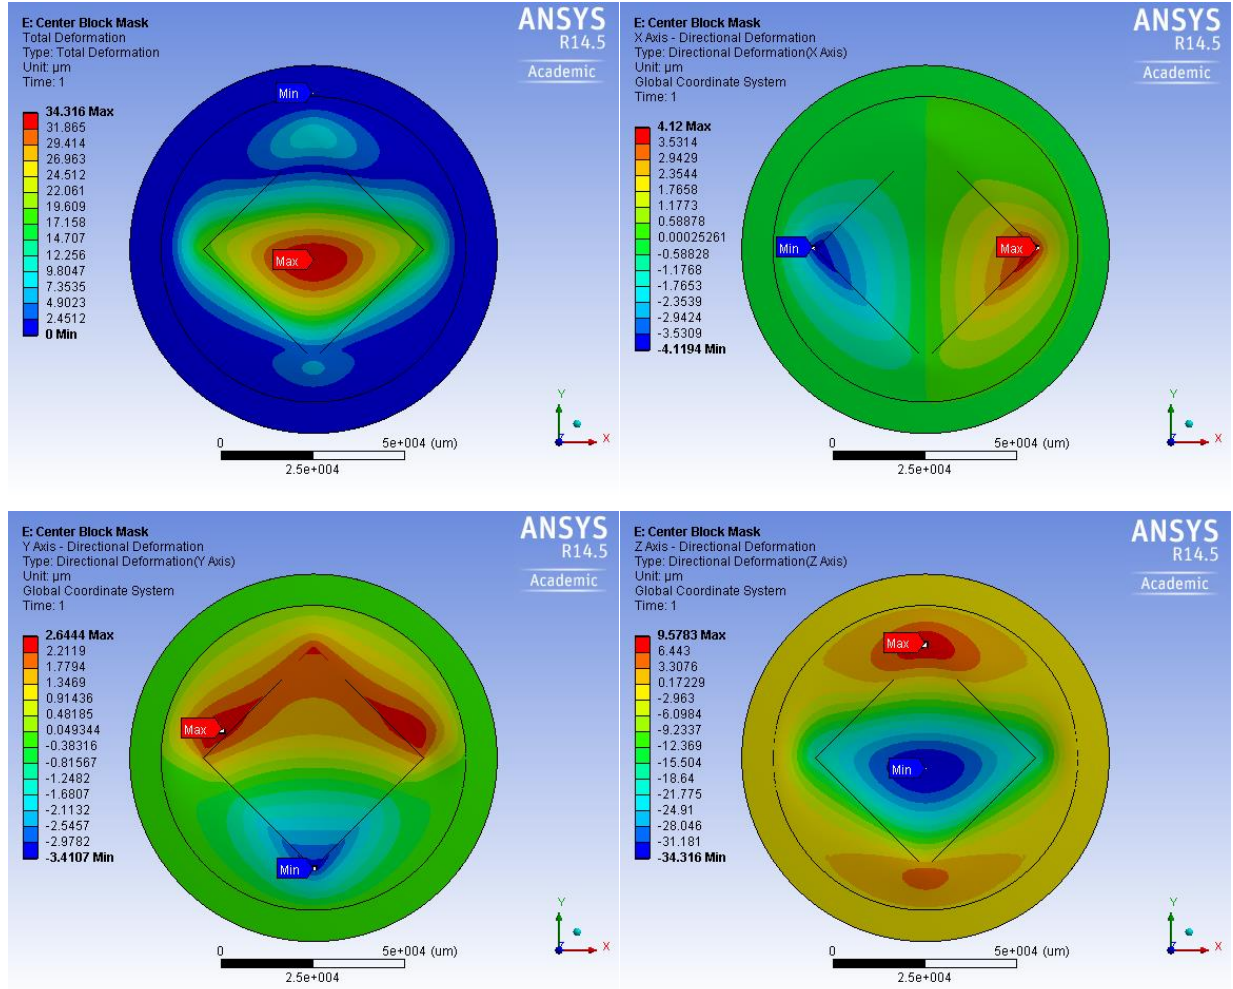 E: Center Block Mask
Total Deformation
Type: Total Deformation
Unit: µm
Time: 1
34.316 Max
31.865
29.414
26.963
24.512
22.061
19.609
17.158
14.707
12.256
9.8047
7.3535
4.9023
2.4512
0 Min
Min
Max
ANSYS
R14.5
Academic
0
5e+004 (um)
2.5e+004
Y
X
Z
E: Center Block Mask
X Axis - Directional Deformation
Type: Directional Deformation(X Axis)
Unit: µm
Global Coordinate System
Time: 1
4.12 Max
3.5314
2.9429
2.3544
1.7658
1.1773
0.58878
0.00025261
-0.58828
-1.1768
-1.7653
-2.3539
-2.9424
-3.5309
-4.1194 Min
Min
Max
ANSYS
R14.5
Academic
0
5e+004 (um)
2.5e+004
Y
X
Z
E: Center Block Mask
Y Axis - Directional Deformation
Type: Directional Deformation(Y Axis)
Unit: µm
Global Coordinate System
Time: 1
2.6444 Max
2.2119
1.7794
1.3469
0.91436
0.48185
0.049344
-0.38316
-0.81567
-1.2482
-1.6807
-2.1132
-2.5457
-2.9782
-3.4107 Min
Max
Min
ANSYS
R14.5
Academic
0
5e+004 (um)
2.5e+004
Y
X
Z
E: Center Block Mask
Z Axis - Directional Deformation
Type: Directional Deformation(Z Axis)
Unit: µm
Global Coordinate System
Time: 1
9.5783 Max
6.443
3.3076
0.17229
-2.963
-6.0984
-9.2337
-12.369
-15.504
-18.64
-21.775
-24.91
-28.046
-31.181
-34.316 Min
Max
Min
ANSYS
R14.5
Academic
0
5e+004 (um)
2.5e+004
Y
X
Z